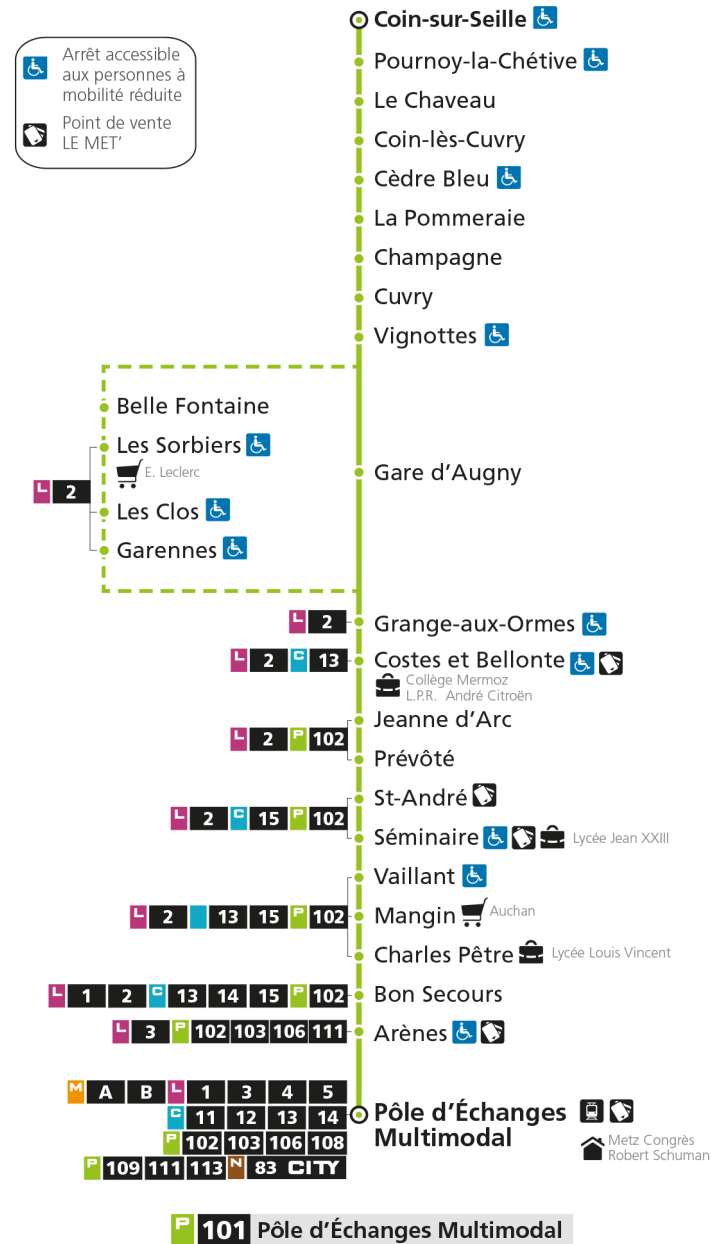 Coin-sur-Seille
Arrêt accessible
aux personnes à
mobilité réduite
Point de vente
LE MET'
Pournoy-la-Chétive
Le Chaveau
Coin-lès-Cuvry
Cèdre Bleu
La Pommeraie
Champagne
Cuvry
Vignottes
Belle Fontaine
Les Sorbiers
E. Leclerc
L 2
Les Clos
Garennes
Gare d'Augny
L 2 Grange-aux-Ormes
L 2 C 13 Costes et Bellonte
Collège Mermoz
L.P.R. André Citroën
Jeanne d'Arc
L 2 P 102
Prévôté
St-André
L 2 C 15 P 102
Séminaire Lycée Jean XXIII
Vaillant
L 2 13 15 P 102 Mangin Auchan
Charles Pêtre Lycée Louis Vincent
L 1 2 C 13 14 15 P 102 Bon Secours
L 3 P 102 103 106 111 Arènes
M A B L 1 3 4 5
C 11 12 13 14
P 102 103 106 108
P 109 111 113 N 83 CITY
Pôle d'Échanges
Multimodal
Metz Congrès
Robert Schuman
P 101 Pôle d'Échanges Multimodal